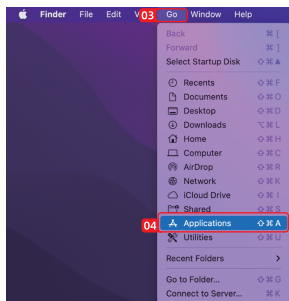 Finder File Edit V 03 Go Window Help
Back ⌘ [
Forward ⌘ ]
Select Startup Disk ⇧ ⌘ ▲
Recents ⇧ ⌘ F
Documents ⇧ ⌘ O
Desktop ⇧ ⌘ D
Downloads ⌥ ⌘ L
Home ⇧ ⌘ H
Computer ⇧ ⌘ C
AirDrop ⇧ ⌘ R
Network ⇧ ⌘ K
iCloud Drive ⇧ ⌘ I
Shared ⇧ ⌘ S
04 Applications ⇧ ⌘ A
Utilities ⇧ ⌘ U
Recent Folders >
Go to Folder... ⇧ ⌘ G
Connect to Server... ⌘ K